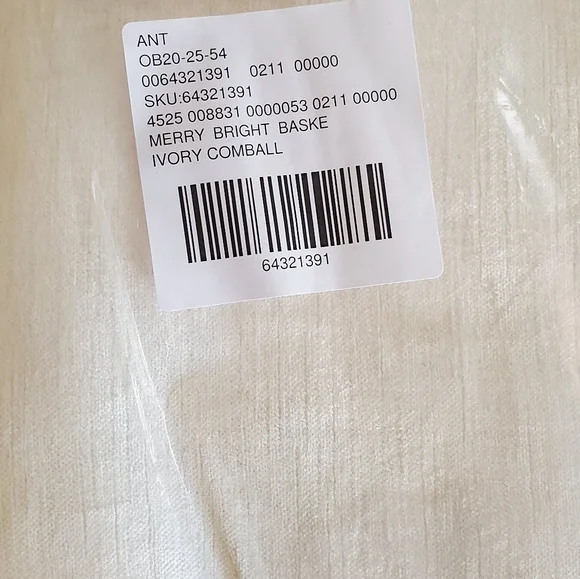 ANT
OB20-25-54
0064321391 0211 00000
SKU:64321391
4525 008831 0000053 0211 00000
MERRY BRIGHT BASKE
IVORY COMBALL
64321391